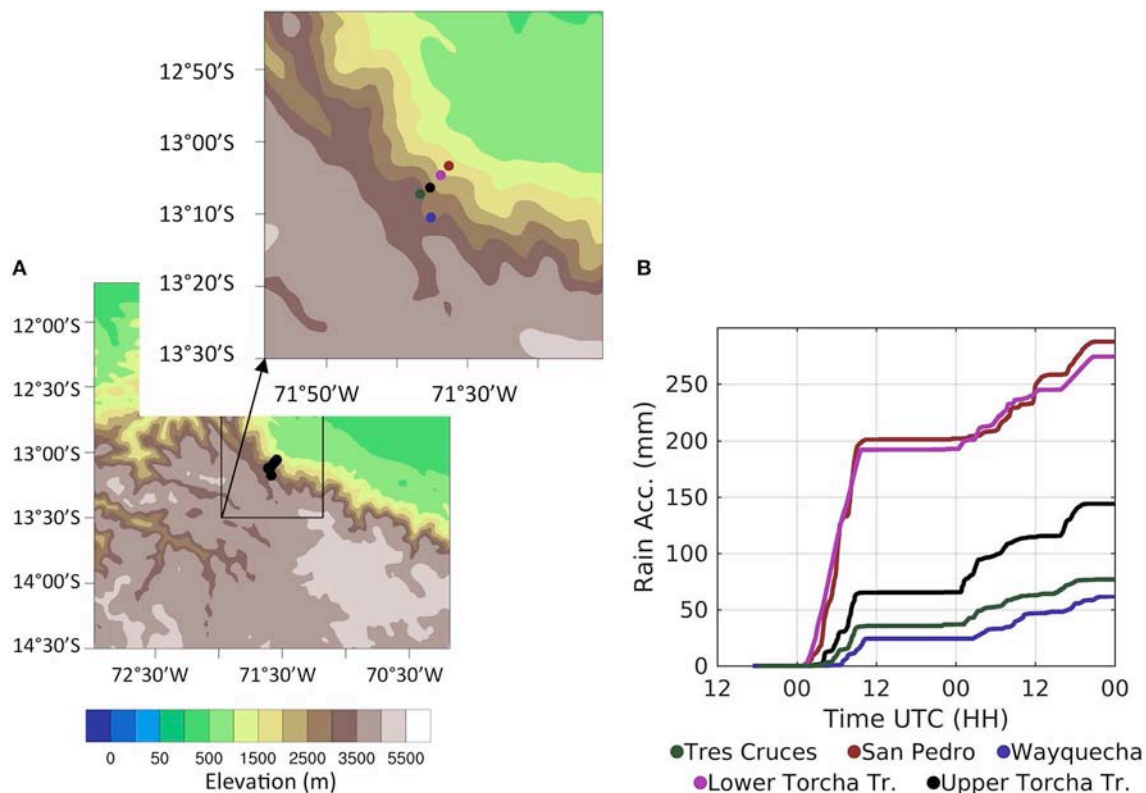 12°50'S
13°00'S
13°10'S
13°20'S
13°30'S
71°50'W 71°30'W
A
12°00'S
12°30'S
13°00'S
13°30'S
14°00'S
14°30'S
72°30'W 71°30'W 70°30'W
0 50 500 1500 2500 3500 5500
Elevation (m)
B
Rain Acc. (mm)
250
200
150
100
50
0
12 00 12 00 12 00
Time UTC (HH)
Tres Cruces San Pedro Wayquecha
Lower Torcha Tr. Upper Torcha Tr.